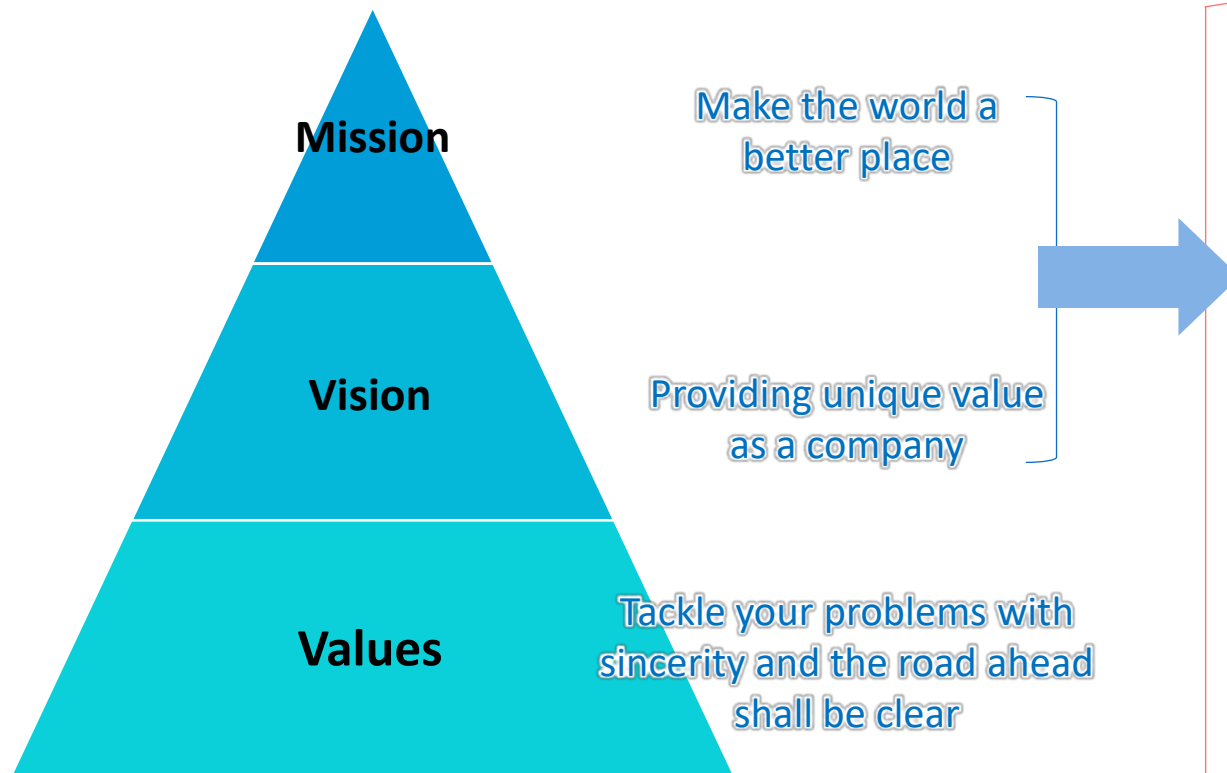 Mission
Make the world a
better place
Vision
Providing unique value
as a company
Values
Tackle your problems with
sincerity and the road ahead
shall be clear